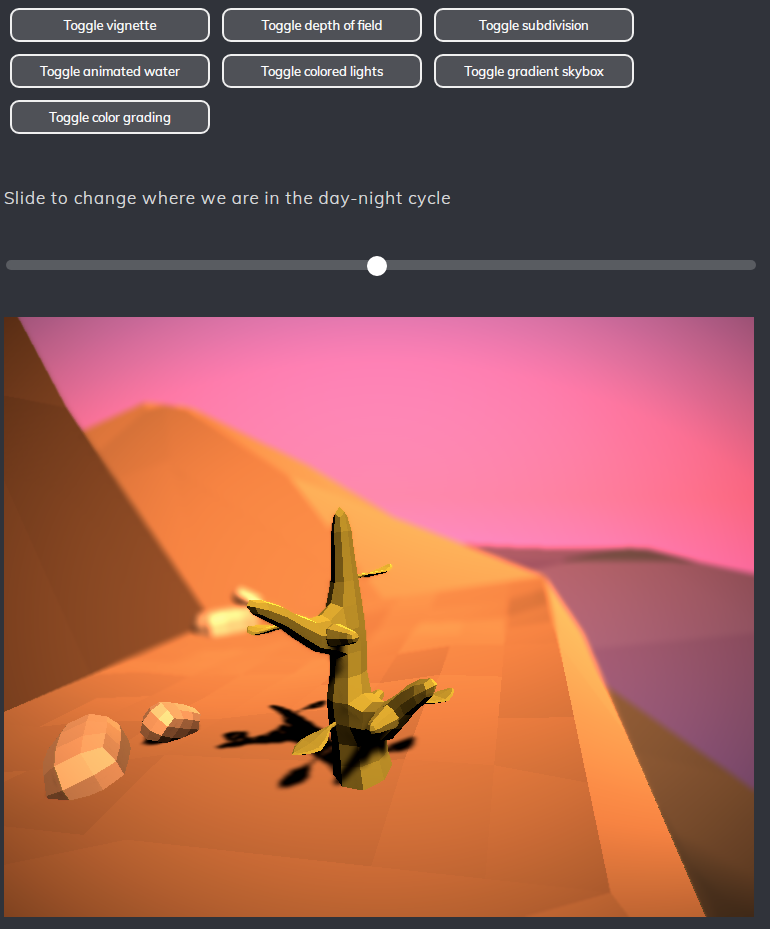 Toggle vignette Toggle depth of field Toggle subdivision
Toggle animated water Toggle colored lights Toggle gradient skybox
Toggle color grading
Slide to change where we are in the day-night cycle